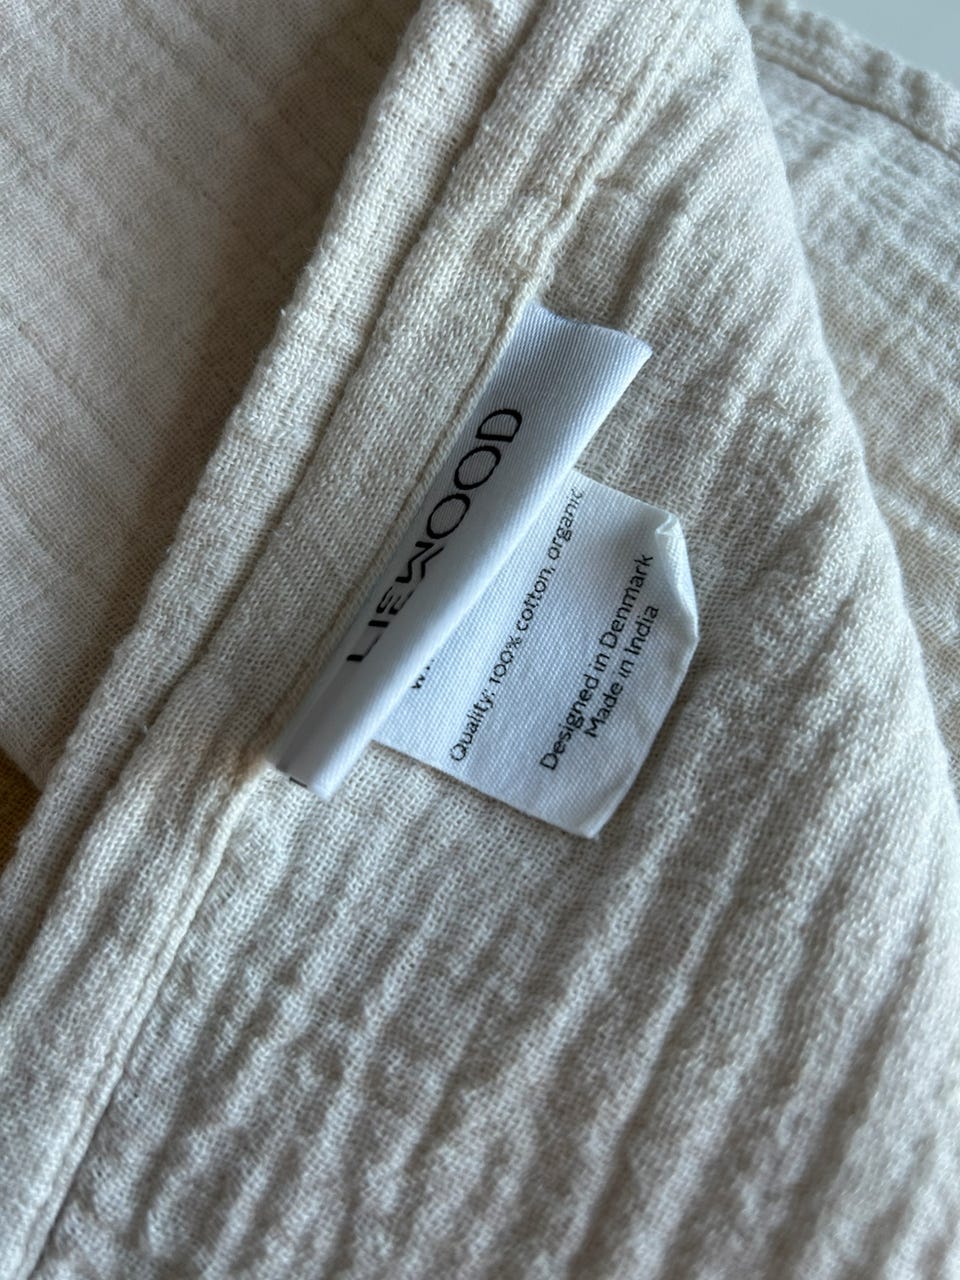 LIEWOOD
Quality: 100% cotton, organic
Designed in Denmark
Made in India